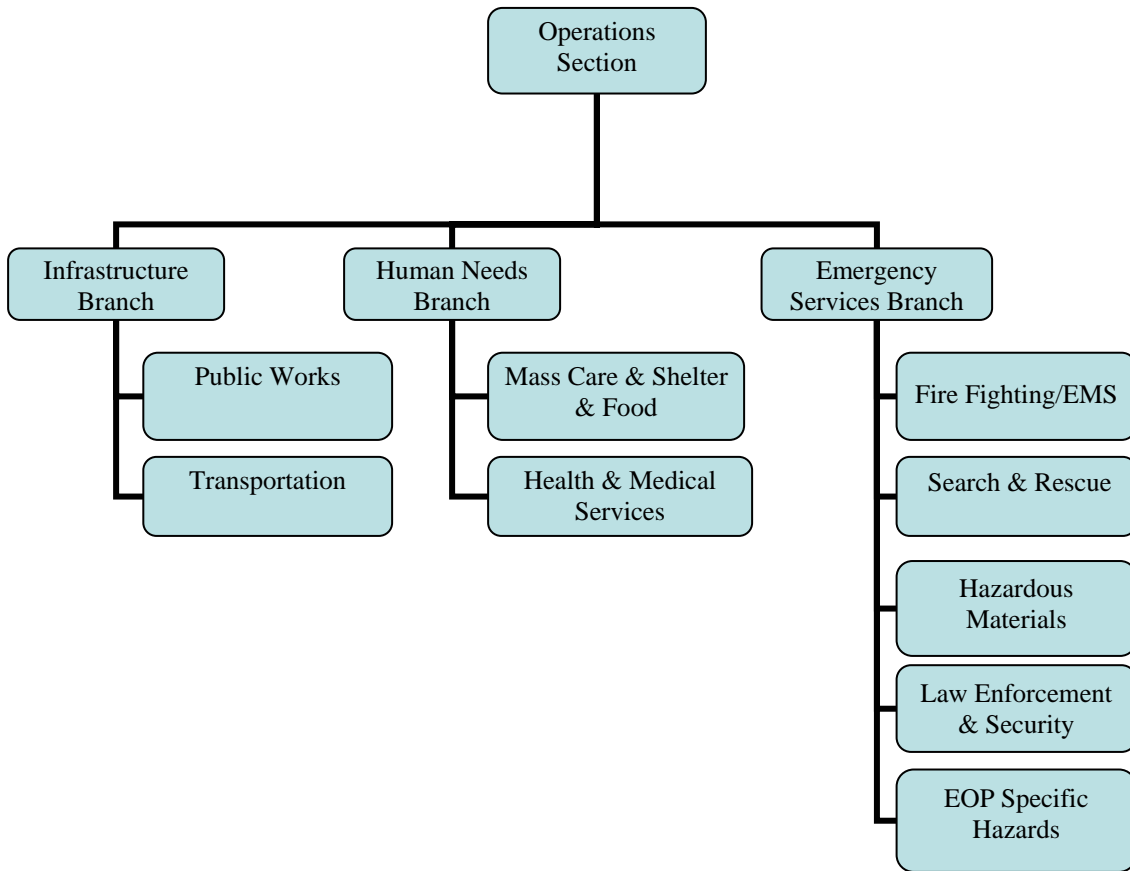 Operations
Section
Infrastructure
Branch
Human Needs
Branch
Emergency
Services Branch
Public Works
Transportation
Mass Care & Shelter
& Food
Health & Medical
Services
Fire Fighting/EMS
Search & Rescue
Hazardous
Materials
Law Enforcement
& Security
EOP Specific
Hazards